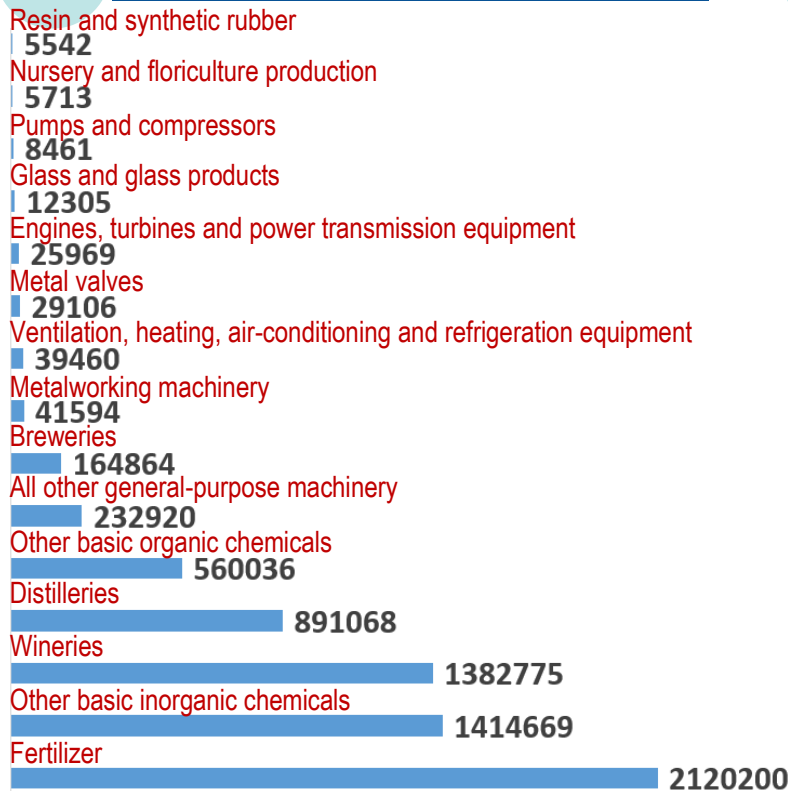 Resin and synthetic rubber
5542
Nursery and floriculture production
5713
Pumps and compressors
8461
Glass and glass products
12305
Engines, turbines and power transmission equipment
25969
Metal valves
29106
Ventilation, heating, air-conditioning and refrigeration equipment
39460
Metalworking machinery
41594
Breweries
164864
All other general-purpose machinery
232920
Other basic organic chemicals
560036
Distilleries
891068
Wineries
1382775
Other basic inorganic chemicals
1414669
Fertilizer
2120200